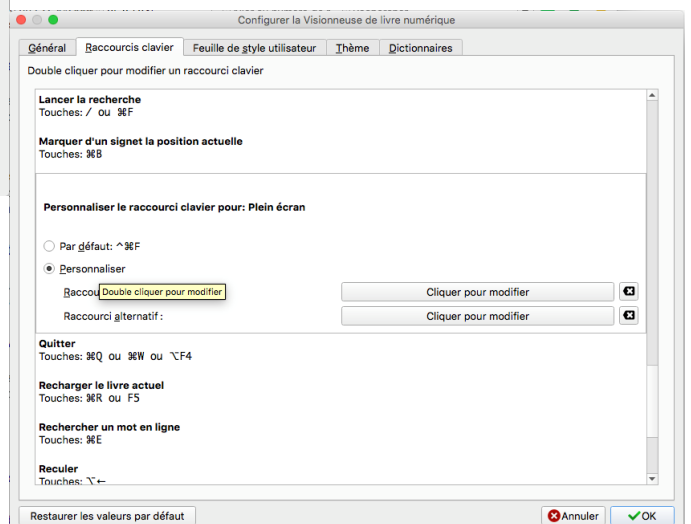 Configurer la Visionneuse de livre numérique
Général Raccourcis clavier Feuille de style utilisateur Thème Dictionnaires
Double cliquer pour modifier un raccourci clavier
Lancer la recherche
Touches: / ou ⌘F
Marquer d'un signet la position actuelle
Touches: ⌘B
Personnaliser le raccourci clavier pour: Plein écran
Par défaut: ^⌘F
Personnaliser
Raccou Double cliquer pour modifier Cliquer pour modifier
Raccourci alternatif : Cliquer pour modifier
Quitter
Touches: ⌘Q ou ⌘W ou ⌥F4
Recharger le livre actuel
Touches: ⌘R ou F5
Rechercher un mot en ligne
Touches: ⌘E
Reculer
Touches: ⌥←
Restaurer les valeurs par défaut Annuler OK